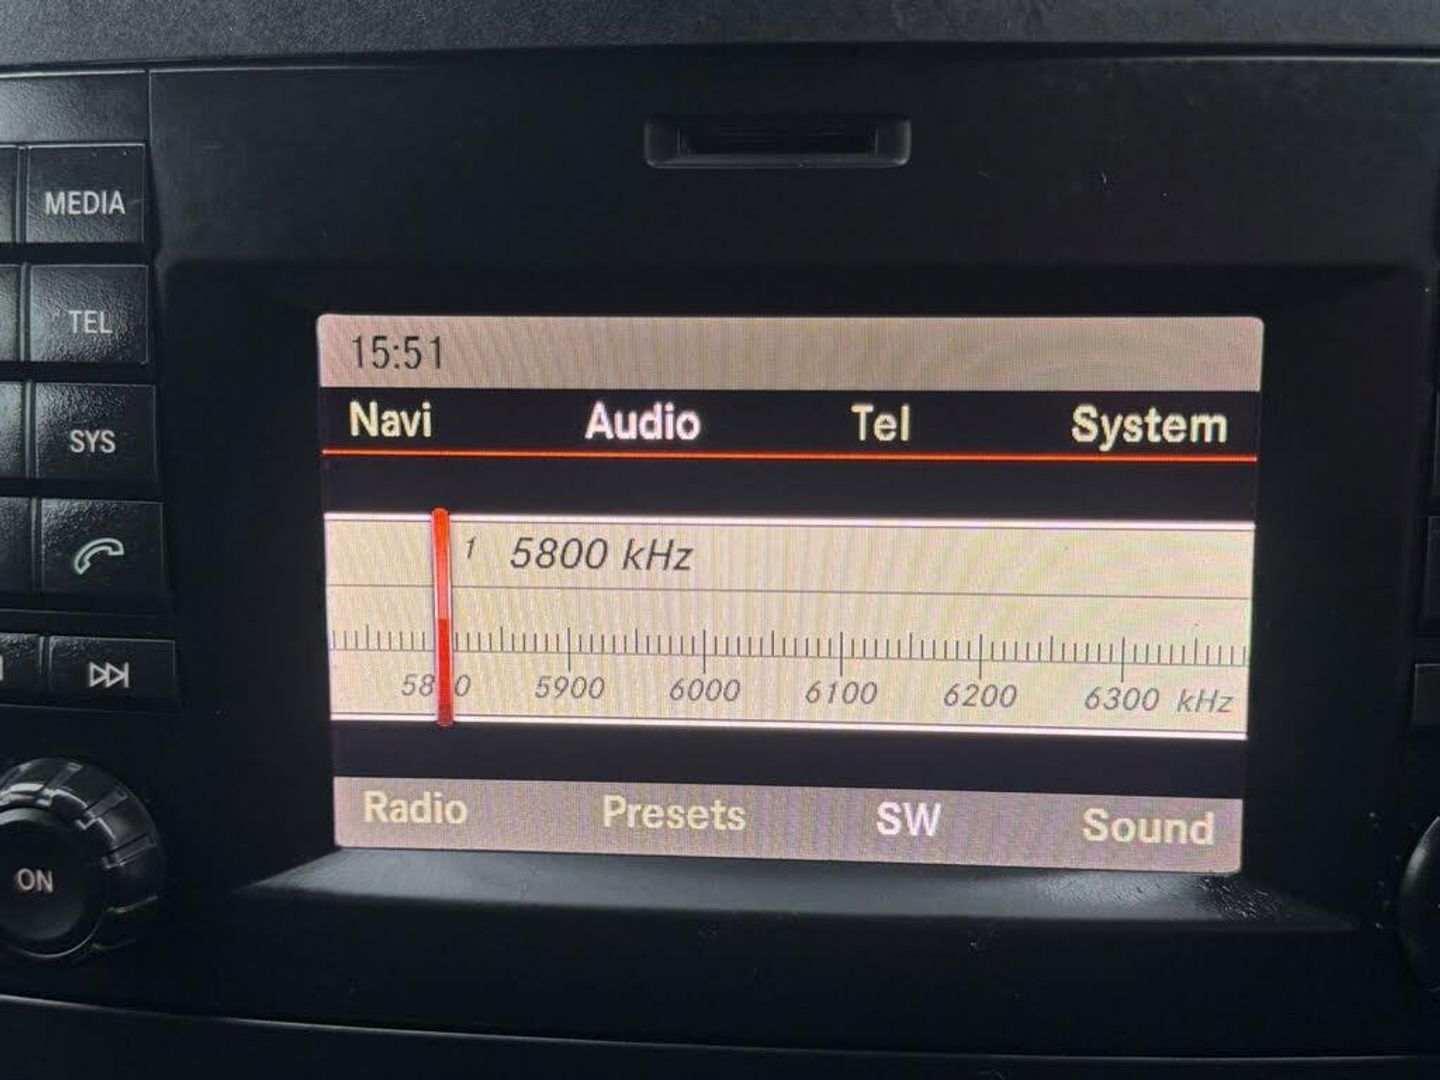 MEDIA
TEL
SYS
ON
15:51
Navi Audio Tel System
1 5800 kHz
5800 5900 6000 6100 6200 6300 kHz
Radio Presets SW Sound